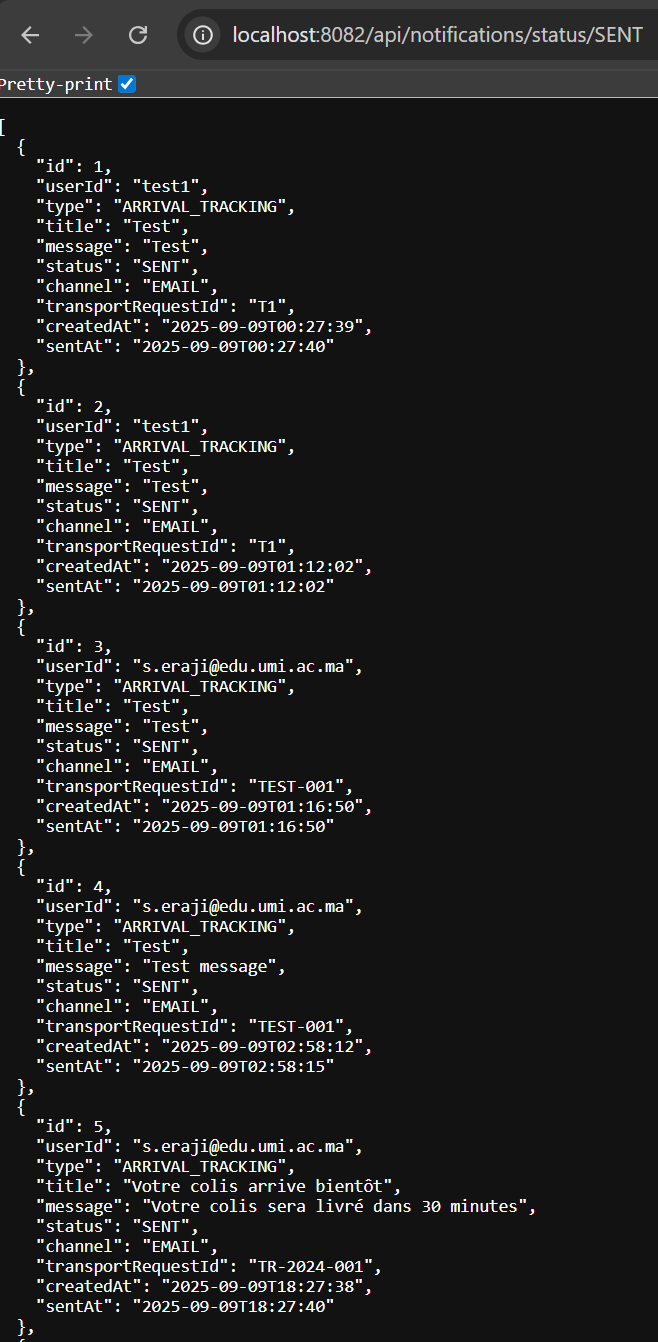 localhost:8082/api/notifications/status/SENT
Pretty-print
[
  {
    "id": 1,
    "userId": "test1",
    "type": "ARRIVAL_TRACKING",
    "title": "Test",
    "message": "Test",
    "status": "SENT",
    "channel": "EMAIL",
    "transportRequestId": "T1",
    "createdAt": "2025-09-09T00:27:39",
    "sentAt": "2025-09-09T00:27:40"
  },
  {
    "id": 2,
    "userId": "test1",
    "type": "ARRIVAL_TRACKING",
    "title": "Test",
    "message": "Test",
    "status": "SENT",
    "channel": "EMAIL",
    "transportRequestId": "T1",
    "createdAt": "2025-09-09T01:12:02",
    "sentAt": "2025-09-09T01:12:02"
  },
  {
    "id": 3,
    "userId": "s.eraji@edu.umi.ac.ma",
    "type": "ARRIVAL_TRACKING",
    "title": "Test",
    "message": "Test",
    "status": "SENT",
    "channel": "EMAIL",
    "transportRequestId": "TEST-001",
    "createdAt": "2025-09-09T01:16:50",
    "sentAt": "2025-09-09T01:16:50"
  },
  {
    "id": 4,
    "userId": "s.eraji@edu.umi.ac.ma",
    "type": "ARRIVAL_TRACKING",
    "title": "Test",
    "message": "Test message",
    "status": "SENT",
    "channel": "EMAIL",
    "transportRequestId": "TEST-001",
    "createdAt": "2025-09-09T02:58:12",
    "sentAt": "2025-09-09T02:58:15"
  },
  {
    "id": 5,
    "userId": "s.eraji@edu.umi.ac.ma",
    "type": "ARRIVAL_TRACKING",
    "title": "Votre colis arrive bientôt",
    "message": "Votre colis sera livré dans 30 minutes",
    "status": "SENT",
    "channel": "EMAIL",
    "transportRequestId": "TR-2024-001",
    "createdAt": "2025-09-09T18:27:38",
    "sentAt": "2025-09-09T18:27:40"
  },